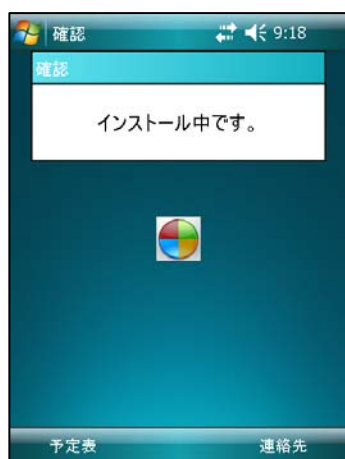 確認 9:18
確認
インストール中です。
予定表 連絡先